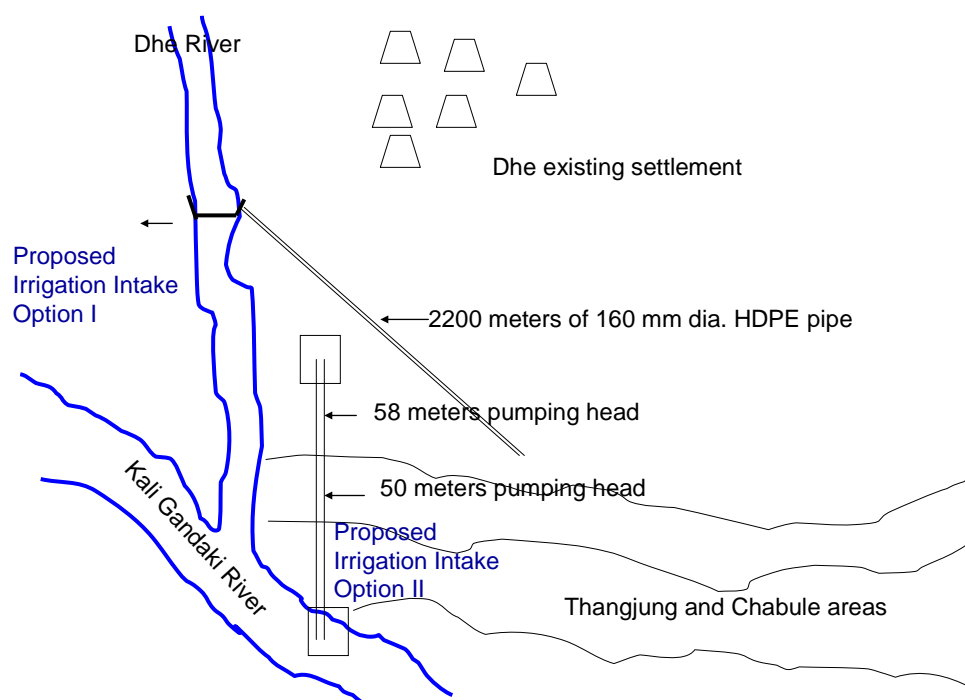 Dhe River
Dhe existing settlement
Proposed
Irrigation Intake
Option I
2200 meters of 160 mm dia. HDPE pipe
58 meters pumping head
50 meters pumping head
Kali Gandaki River
Proposed
Irrigation Intake
Option II
Thangjung and Chabule areas